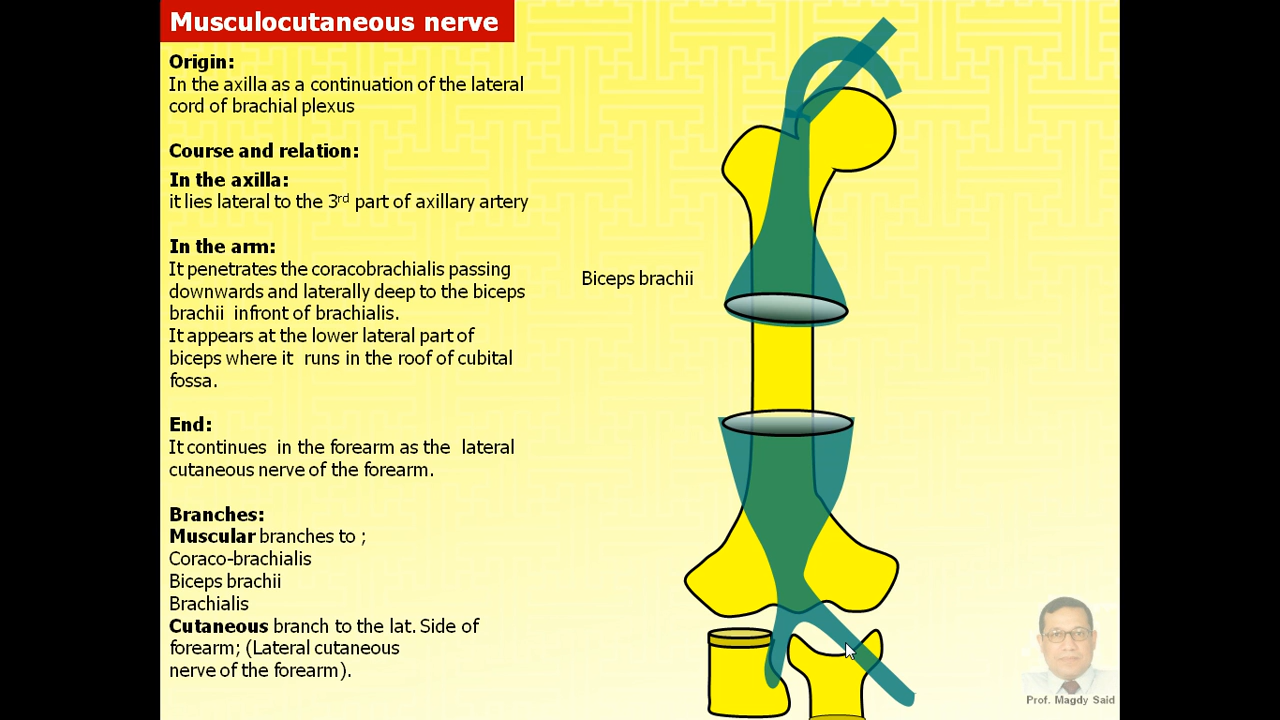 Musculocutaneous nerve
Origin:
In the axilla as a continuation of the lateral
cord of brachial plexus
Course and relation:
In the axilla:
it lies lateral to the 3rd part of axillary artery
In the arm:
It penetrates the coracobrachialis passing
downwards and laterally deep to the biceps
brachii infront of brachialis.
It appears at the lower lateral part of
biceps where it runs in the roof of cubital
fossa.
End:
It continues in the forearm as the lateral
cutaneous nerve of the forearm.
Branches:
Muscular branches to ;
Coraco-brachialis
Biceps brachii
Brachialis
Cutaneous branch to the lat. Side of
forearm; (Lateral cutaneous
nerve of the forearm).
Biceps brachii
Prof. Magdy Said